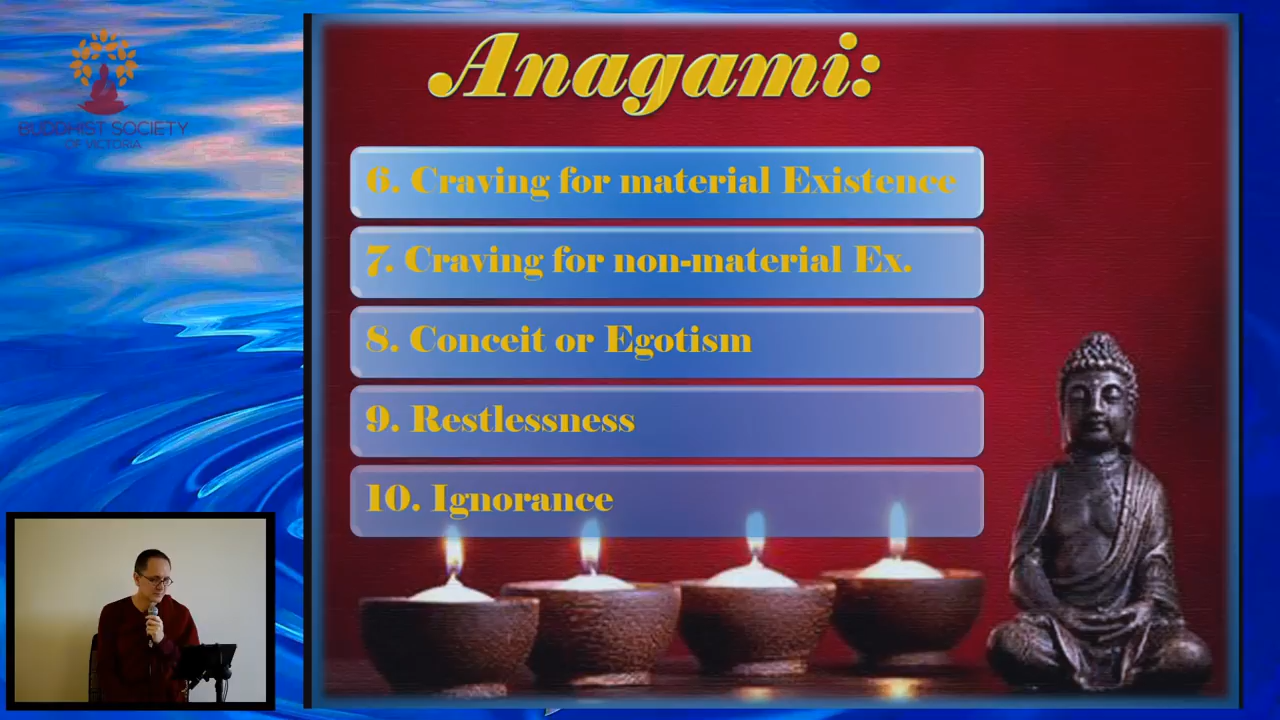 BUDDHIST SOCIETY
OF VICTORIA
Anagami:
6. Craving for material Existence
7. Craving for non-material Ex.
8. Conceit or Egotism
9. Restlessness
10. Ignorance